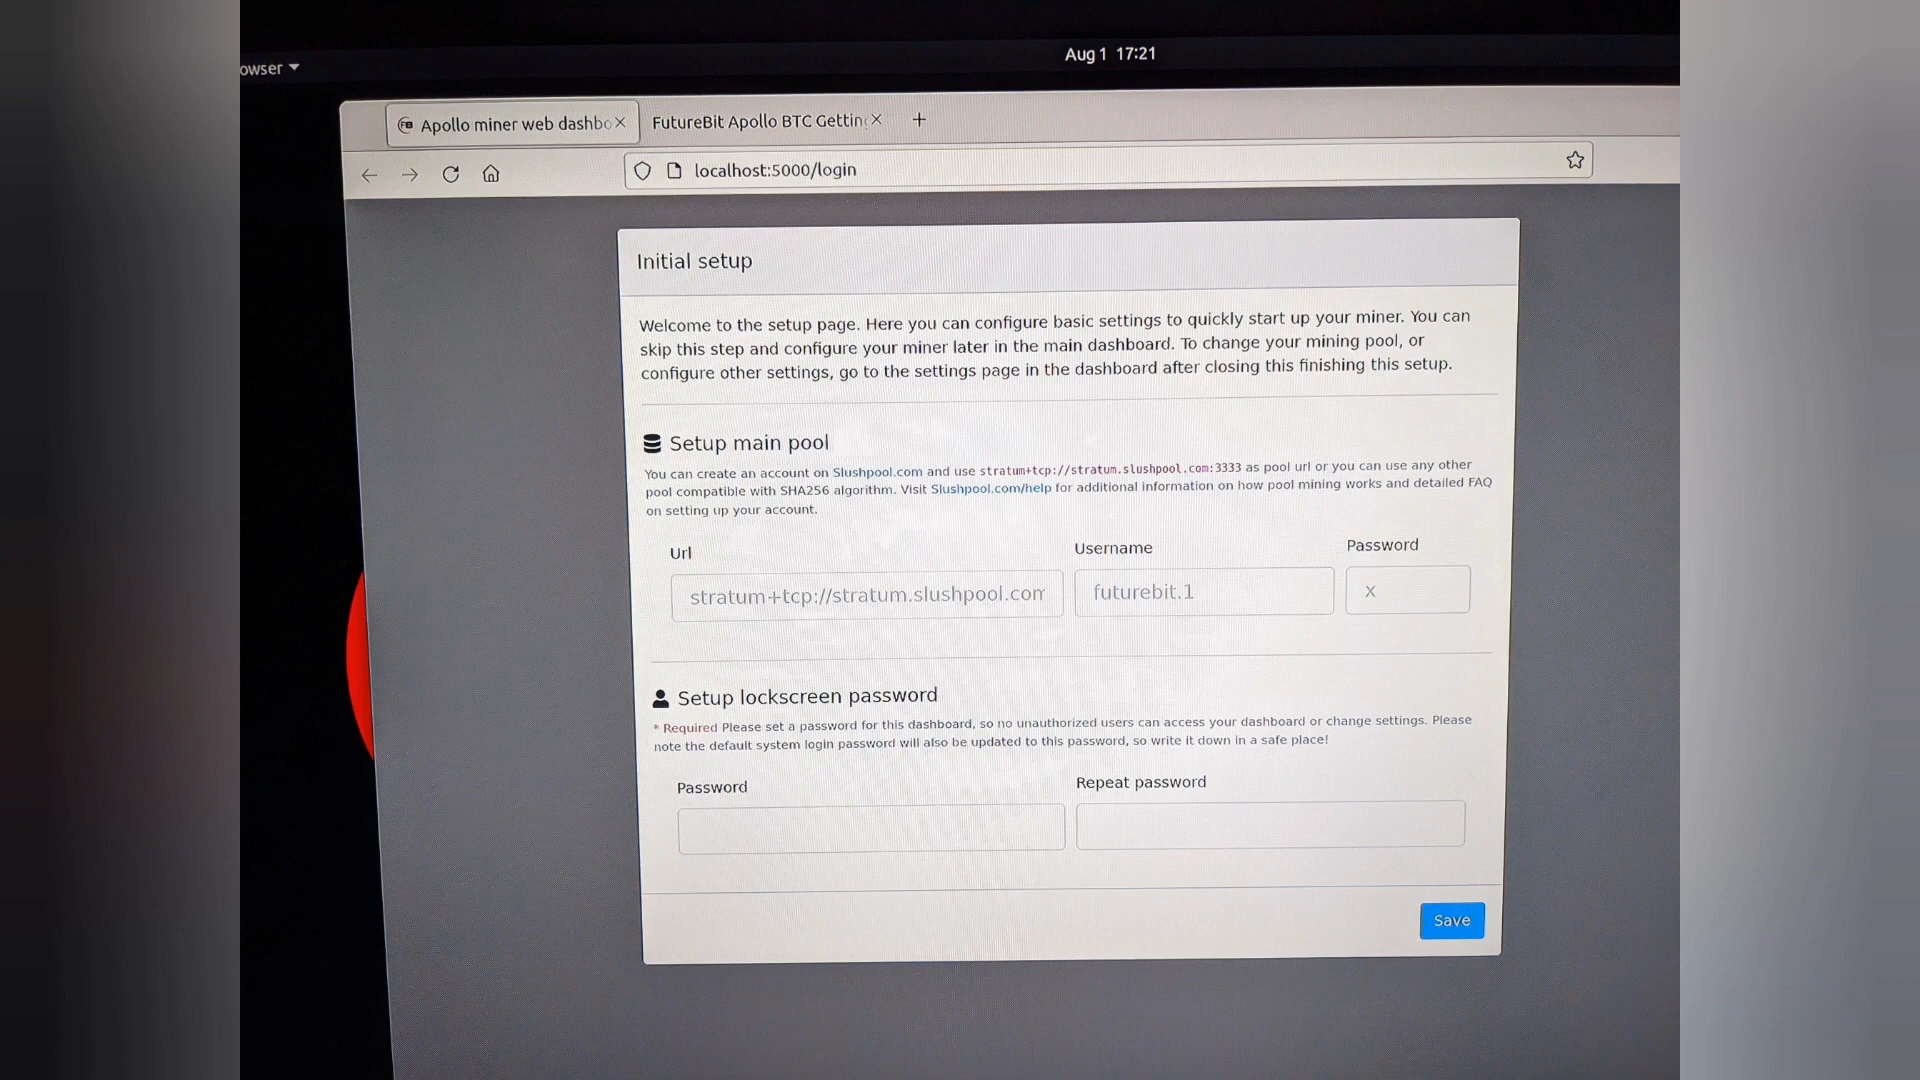 owser
Aug 1 17:21
Apollo miner web dashbo
FutureBit Apollo BTC Gettin
localhost:5000/login
Initial setup
Welcome to the setup page. Here you can configure basic settings to quickly start up your miner. You can
skip this step and configure your miner later in the main dashboard. To change your mining pool, or
configure other settings, go to the settings page in the dashboard after closing this finishing this setup.
Setup main pool
You can create an account on Slushpool.com and use stratum+tcp://stratum.slushpool.com:3333 as pool url or you can use any other
pool compatible with SHA256 algorithm. Visit Slushpool.com/help for additional information on how pool mining works and detailed FAQ
on setting up your account.
Url Username Password
stratum+tcp://stratum.slushpool.com futurebit.1 x
Setup lockscreen password
* Required Please set a password for this dashboard, so no unauthorized users can access your dashboard or change settings. Please
note the default system login password will also be updated to this password, so write it down in a safe place!
Password Repeat password
Save